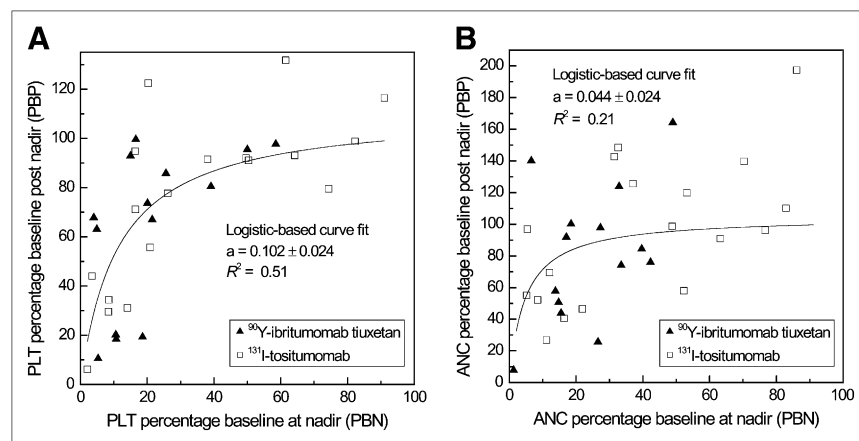 A
PLT percentage baseline post nadir (PBP)
120
100
80
60
40
20
0
Logistic-based curve fit
a = 0.102 ± 0.024
R² = 0.51
⁹⁰Y-ibritumomab tiuxetan
¹³¹I-tositumomab
0 20 40 60 80 100
PLT percentage baseline at nadir (PBN)
B
ANC percentage baseline post nadir (PBP)
200
180
160
140
120
100
80
60
40
20
0
Logistic-based curve fit
a = 0.044 ± 0.024
R² = 0.21
⁹⁰Y-ibritumomab tiuxetan
¹³¹I-tositumomab
0 20 40 60 80 100
ANC percentage baseline at nadir (PBN)